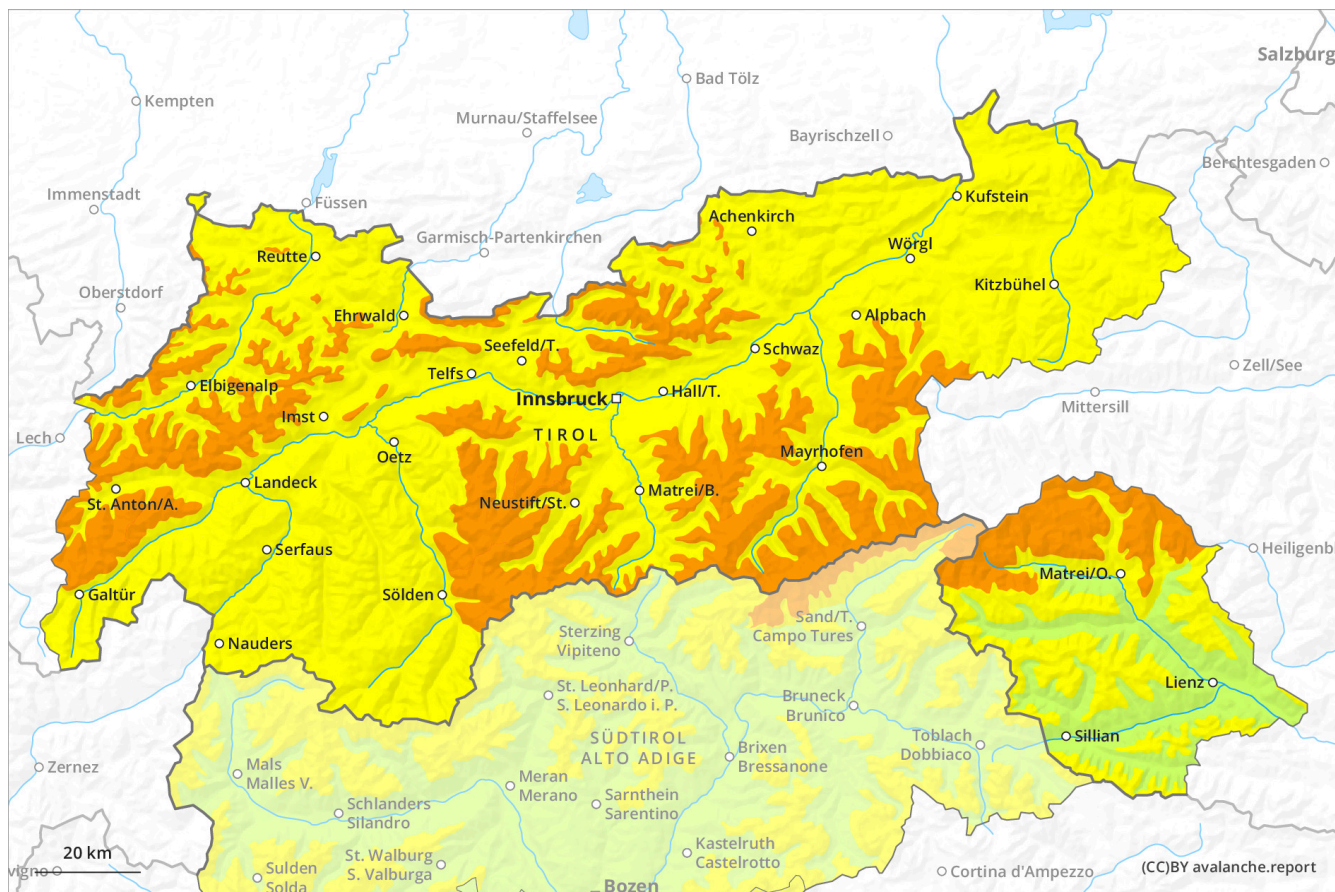 Salzburg
Bad Tölz
Kempten
Murnau/Staffelsee
Bayrischzell
Berchtesgaden
Immenstadt
Füssen
Kufstein
Achenkirch
Garmisch-Partenkirchen
Wörgl
Reutte
Kitzbühel
Oberstdorf
Ehrwald
Alpbach
Seefeld/T.
Schwaz
Zell/See
Telfs
Elbigenalp
Hall/T.
Innsbruck
Mittersill
Imst
Lech
TIROL
Oetz
Mayrhofen
Landeck
Matrei/B.
St. Anton/A.
Neustift/St.
Serfaus
Heiligenb
Matrei/O.
Galtür
Sölden
Sand/T.
Campo Tures
Sterzing
Vipiteno
Nauders
Lienz
St. Leonhard/P.
S. Leonardo i. P.
Bruneck
Brunico
SÜDTIROL
ALTO ADIGE
Toblach
Dobbiaco
Sillian
Brixen
Bressanone
Zernez
Mals
Malles V.
Meran
Merano
Schlanders
Silandro
Sarnthein
Sarentino
20 km
Kastelruth
Castelrotto
St. Walburg
S. Valburga
vigno
Sulden
Solda
Cortina d'Ampezzo
(CC)BY avalanche.report
Bozen